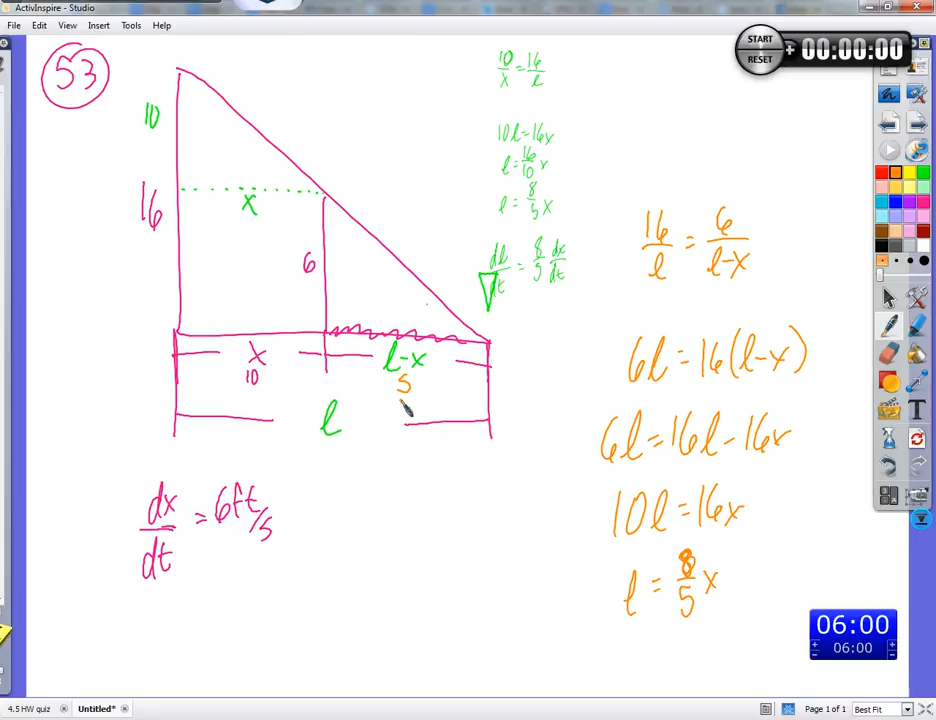 ActivInspire - Studio
File Edit View Insert Tools
START
RESET
00:00:00
53
10
16
x
6
x
10
l-x
5
l
dx/dt = 6ft/s
10/x = 16/l
10l=16x
l = 16/10 x
l = 8/5 x
dl/dt = 8/5 dx/dt
16/l = 6/l-x
6l = 16(l-x)
6l = 16l - 16x
10l = 16x
l = 8/5 x
T
06:00
06:00
4.5 HW quiz
Untitled*
Page 1 of 1
Best Fit